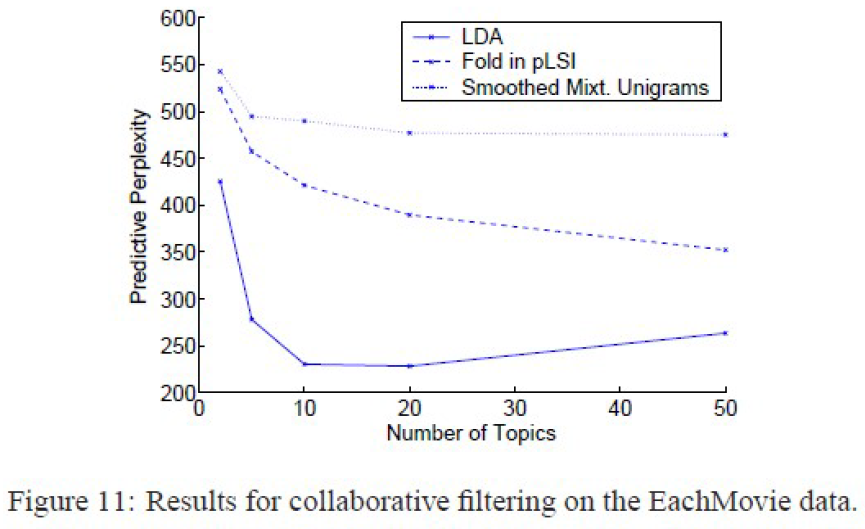 600
550
500
450
400
350
300
250
200
Predictive Perplexity
LDA
Fold in pLSI
Smoothed Mixt. Unigrams
0 10 20 30 40 50
Number of Topics
Figure 11: Results for collaborative filtering on the EachMovie data.